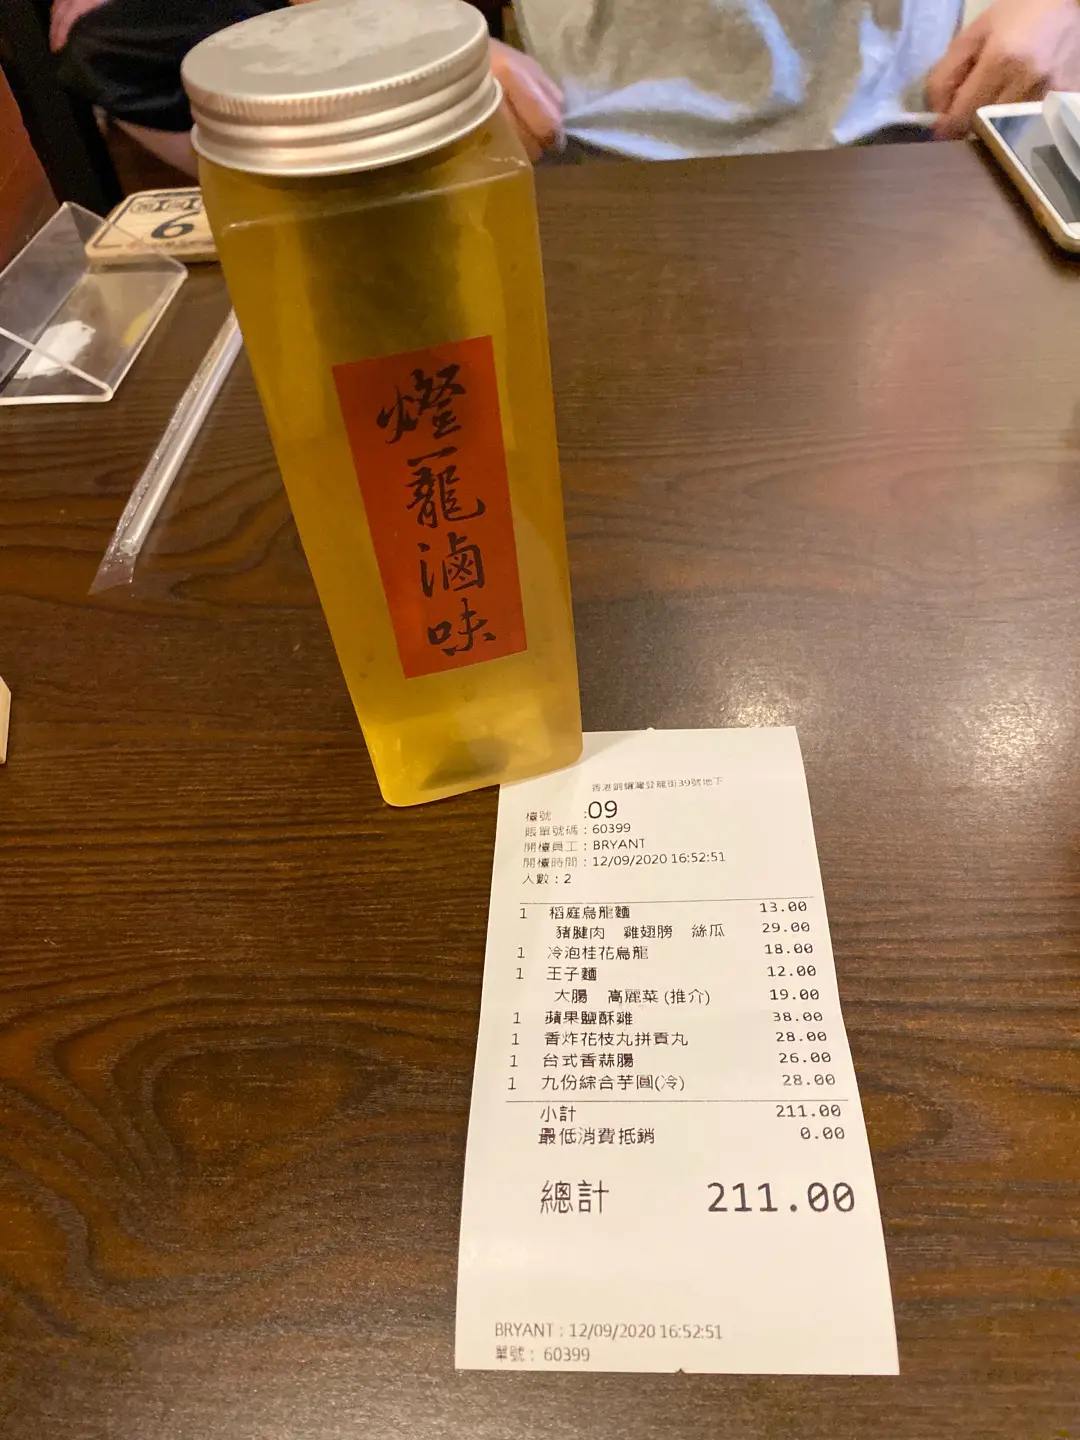 9
燈籠滷味
香港銅鑼灣登龍街39號地下
檯號 :09
賬單號碼 : 60399
開檯員工 : BRYANT
開檯時間 : 12/09/2020 16:52:51
人數 : 2
1 稻庭烏龍麵 13.00
豬腱肉 雞翅膀 絲瓜 29.00
1 冷泡桂花烏龍 18.00
1 王子麵 12.00
大腸 高麗菜 (推介) 19.00
1 蘋果鹽酥雞 38.00
1 香炸花枝丸拼貢丸 28.00
1 台式香蒜腸 26.00
1 九份綜合芋圓(冷) 28.00
小計 211.00
最低消費抵銷 0.00
總計 211.00
BRYANT : 12/09/2020 16:52:51
單號 : 60399